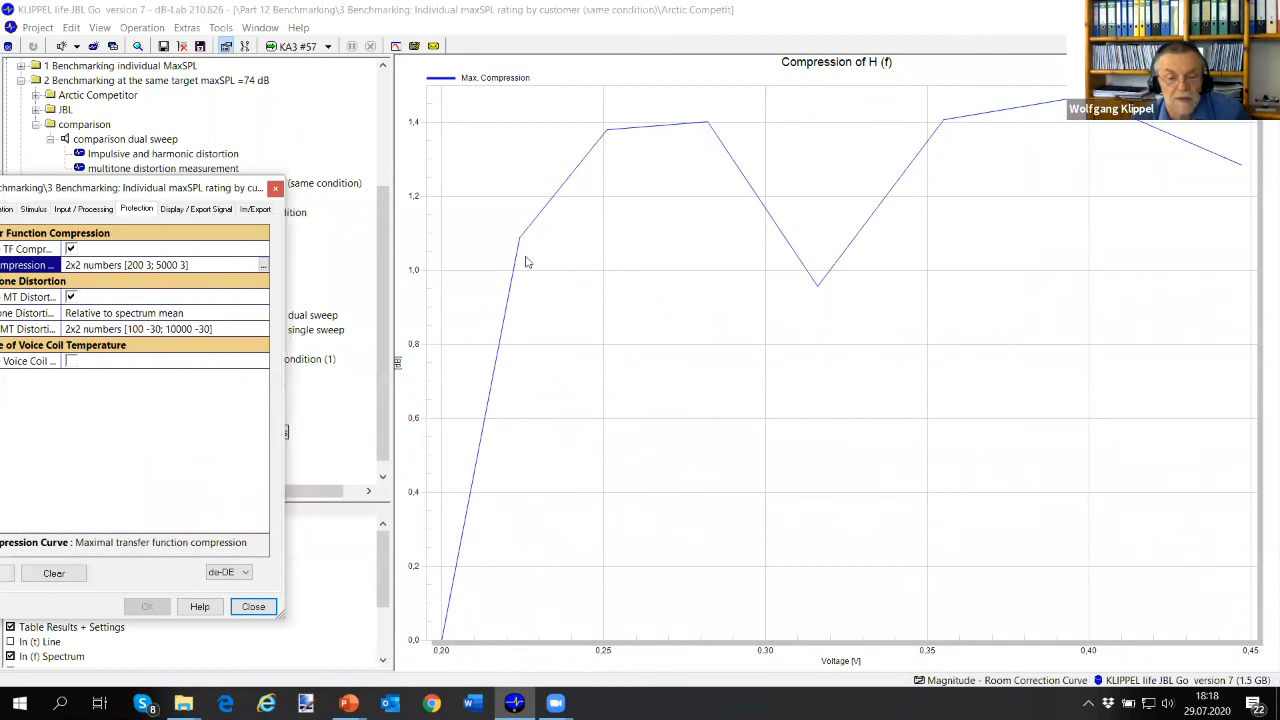 KLIPPEL life JBL Go version 7 - dB-Lab 210.826 - [\Part 12 Benchmarking\3 Benchmarking: Individual maxSPL rating by customer (same condition)\Arctic Competit]
Project Edit View Operation Extras Tools Window Help
KA3 #57
1 Benchmarking individual MaxSPL
2 Benchmarking at the same target maxSPL =74 dB
Arctic Competitor
JBL
comparison
comparison dual sweep
Impulsive and harmonic distortion
multitone distortion measurement
(same condition)
ndition
dual sweep
single sweep
ondition (1)
nchmarking\3 Benchmarking: Individual maxSPL rating by cu...
ation Stimulus Input / Processing Protection Display / Export Signal Im/Export
r Function Compression
TF Compr...
mpression ... 2x2 numbers [200 3; 5000 3] ...
one Distortion
MT Distort...
one Distorti... Relative to spectrum mean
MT Distorti... 2x2 numbers [100 -30; 10000 -30]
e of Voice Coil Temperature
e Voice Coil ...
pression Curve : Maximal transfer function compression
Clear de-DE
OK Help Close
Table Results + Settings
In (t) Line
In (f) Spectrum
Compression of H (f)
Max. Compression
Wolfgang Klippel
1,4
1,2
1,0
0,8
[dB]
0,6
0,4
0,2
0,0
0,20 0,25 0,30 0,35 0,40 0,45
Voltage [V]
Magnitude - Room Correction Curve KLIPPEL life JBL Go version 7 (1.5 GB)
8
18:18
29.07.2020
22